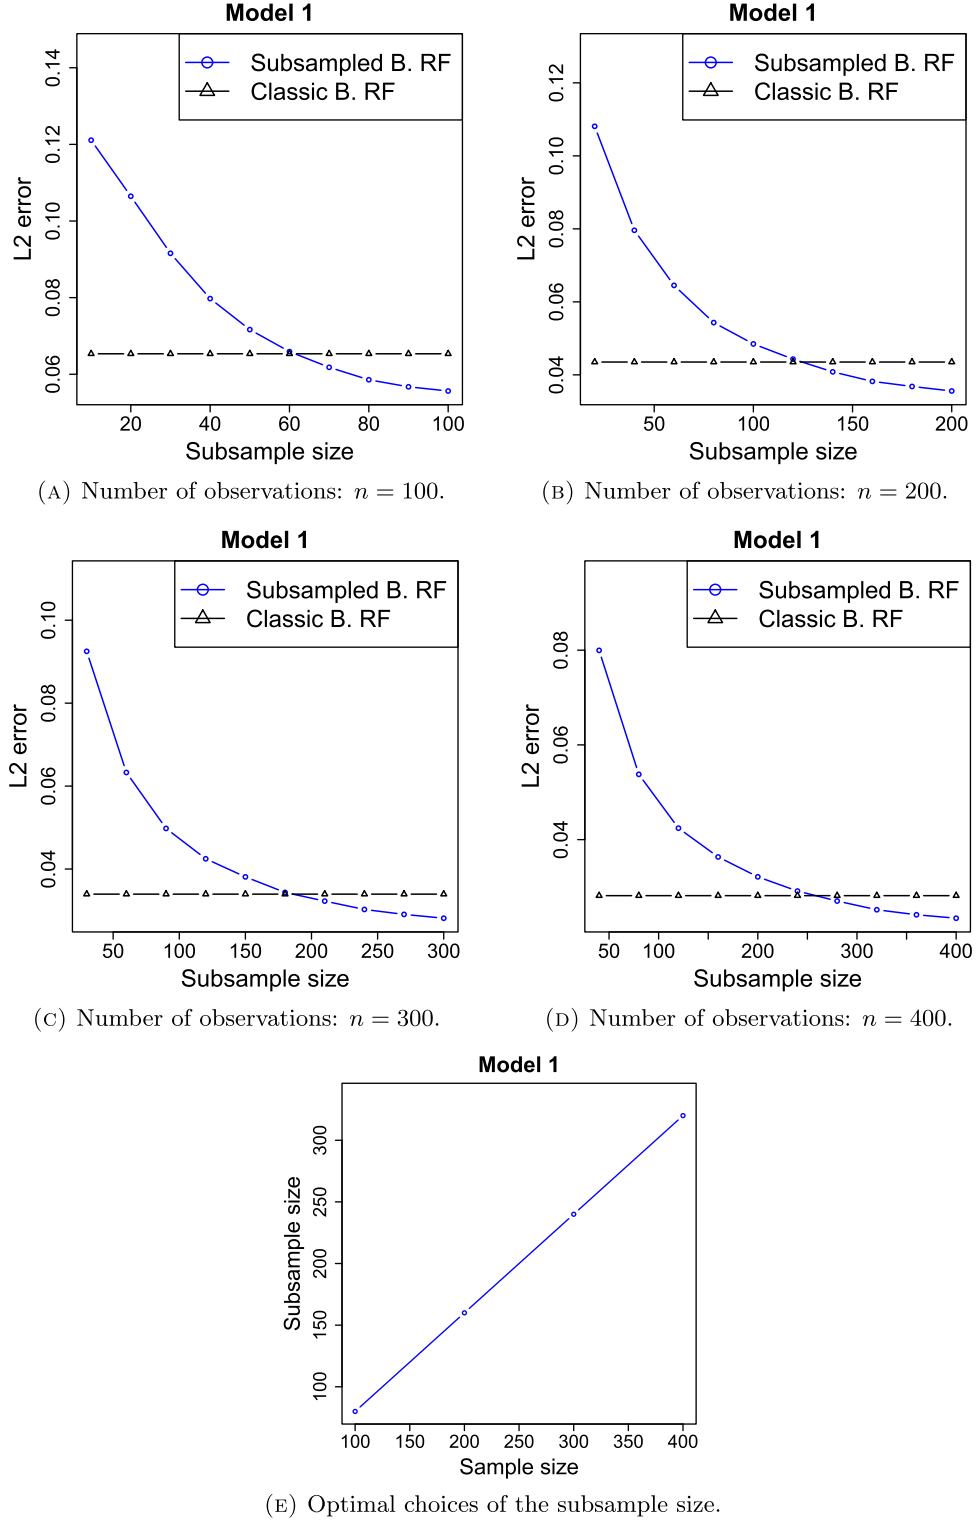 Model 1
Subsampled B. RF
Classic B. RF
L2 error
0.14
0.12
0.10
0.08
0.06
20 40 60 80 100
Subsample size
(A) Number of observations: n = 100.
Model 1
Subsampled B. RF
Classic B. RF
L2 error
0.12
0.10
0.08
0.06
0.04
50 100 150 200
Subsample size
(B) Number of observations: n = 200.
Model 1
Subsampled B. RF
Classic B. RF
L2 error
0.10
0.08
0.06
0.04
50 100 150 200 250 300
Subsample size
(C) Number of observations: n = 300.
Model 1
Subsampled B. RF
Classic B. RF
L2 error
0.08
0.06
0.04
50 100 200 300 400
Subsample size
(D) Number of observations: n = 400.
Model 1
Subsample size
300
250
200
150
100
100 150 200 250 300 350 400
Sample size
(E) Optimal choices of the subsample size.